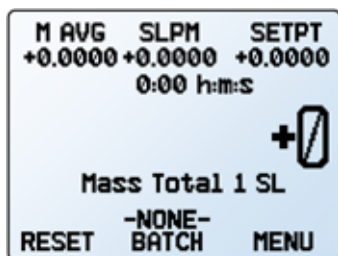 M AVG SLPM SETPT
+0.0000 +0.0000 +0.0000
0:00 h:m:s
+0
Mass Total 1 SL
-NONE-
RESET BATCH MENU